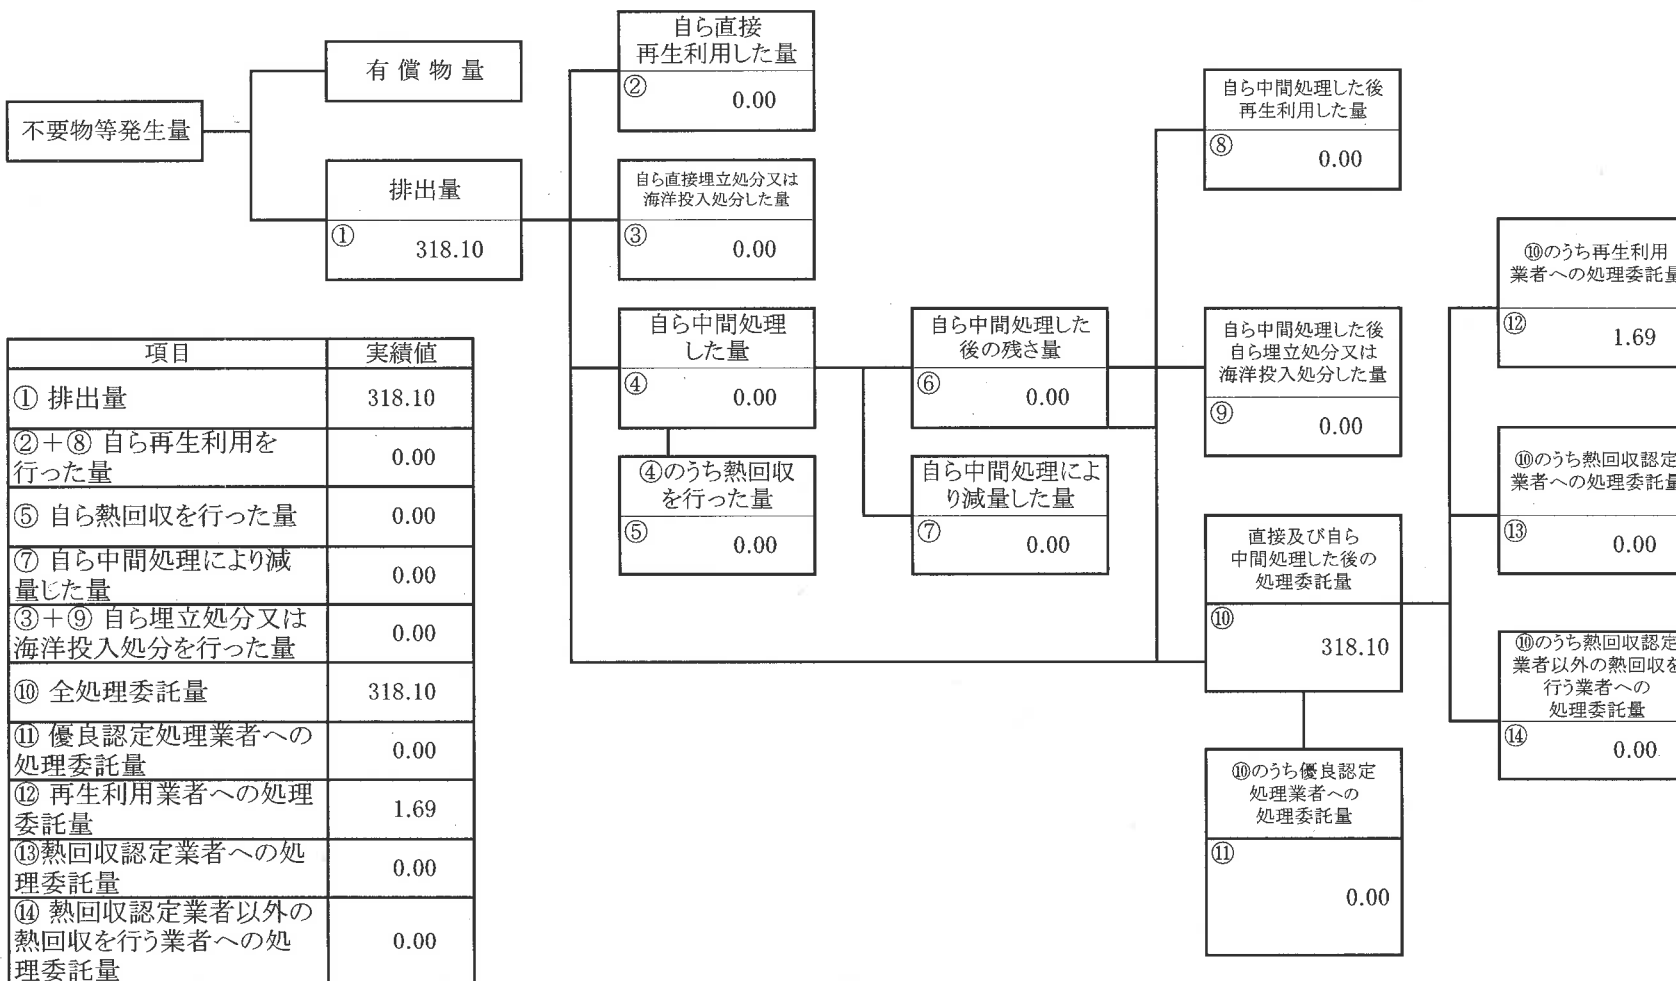 不要物等発生量
有償物量
排出量
①
318.10
自ら直接
再生利用した量
②
0.00
自ら直接埋立処分又は
海洋投入処分した量
③
0.00
自ら中間処理
した量
④
0.00
④のうち熱回収
を行った量
⑤
0.00
自ら中間処理した
後の残さ量
⑥
0.00
自ら中間処理によ
り減量した量
⑦
0.00
自ら中間処理した後
再生利用した量
⑧
0.00
自ら中間処理した後
自ら埋立処分又は
海洋投入処分した量
⑨
0.00
直接及び自ら
中間処理した後の
処理委託量
⑩
318.10
⑩のうち優良認定
処理業者への
処理委託量
⑪
0.00
⑩のうち再生利用
業者への処理委託量
⑫
1.69
⑩のうち熱回収認定
業者への処理委託量
⑬
0.00
⑩のうち熱回収認定
業者以外の熱回収を
行う業者への
処理委託量
⑭
0.00
項目 実績値
① 排出量 318.10
②+⑧ 自ら再生利用を
行った量 0.00
⑤ 自ら熱回収を行った量 0.00
⑦ 自ら中間処理により減
量した量 0.00
③+⑨ 自ら埋立処分又は
海洋投入処分を行った量 0.00
⑩ 全処理委託量 318.10
⑪ 優良認定処理業者への
処理委託量 0.00
⑫ 再生利用業者への処理
委託量 1.69
⑬熱回収認定業者への処
理委託量 0.00
⑭ 熱回収認定業者以外の
熱回収を行う業者への処
理委託量 0.00